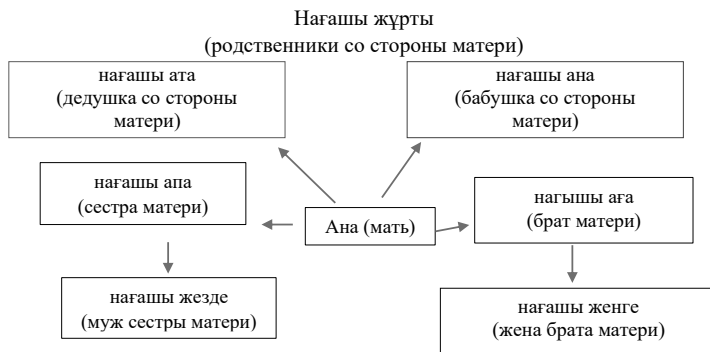 Нағашы жұрты
(родственники со стороны матери)
нағашы ата
(дедушка со стороны
матери)
нағашы ана
(бабушка со стороны
матери)
нағашы апа
(сестра матери)
Ана (мать)
нагышы аға
(брат матери)
нағашы жезде
(муж сестры матери)
нағашы женге
(жена брата матери)